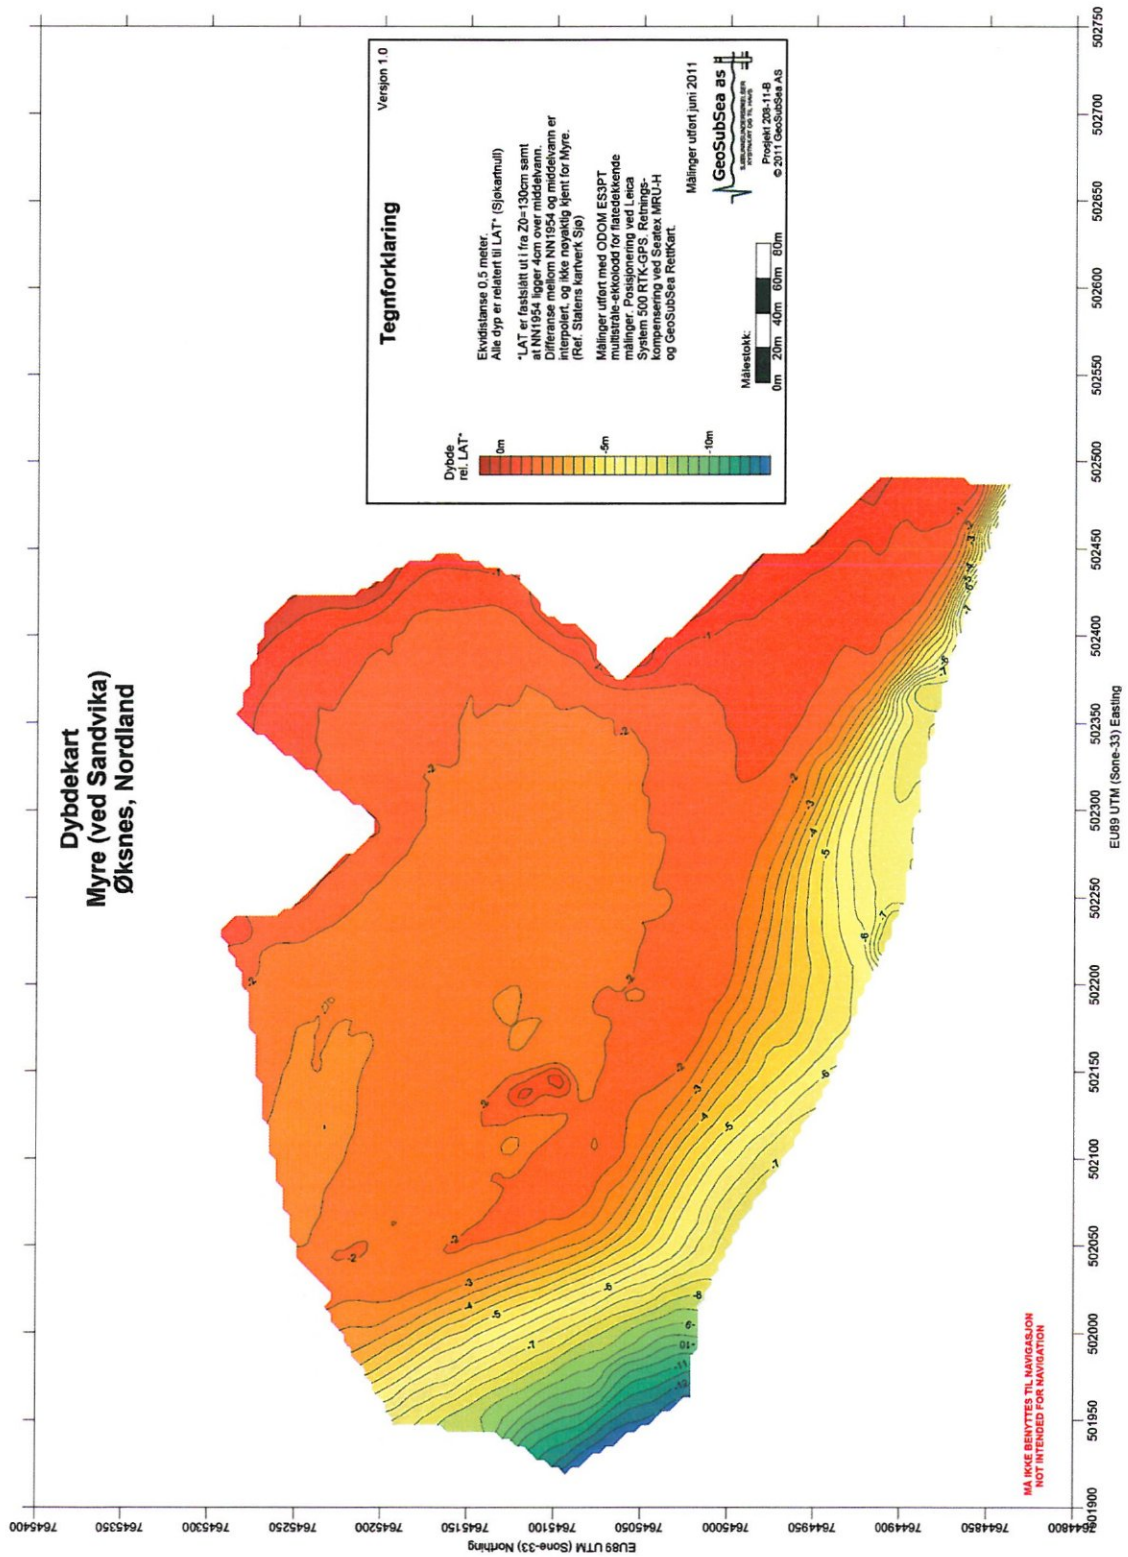 Dybdekart
Myre (ved Sandvika)
Øksnes, Nordland
Versjon 1.0
Tegnforklaring
Dybde
rel. LAT*
0m
-5m
-10m
Ekvidistanse 0,5 meter.
Alle dyp er relatert til LAT* (Sjøkartnull)
*LAT er fastslått ut i fra Z0=130cm samt
at NN1954 ligger 4cm over middelvann.
Differanse mellom NN1954 og middelvann er
interpolert, og ikke nøyaktig kjent for Myre.
(Ref. Statens kartverk Sjø)
Målinger utført med ODOM ES3PT
multistråle-ekkolodd for flatedekkende
målinger. Posisjonering ved Leica
System 500 RTK-GPS. Retnings-
kompensering ved Seatex MRU-H
og GeoSubSea RettKart.
Målinger utført juni 2011
GeoSubSea as
SJØBUNNSUNDERSØKELSER
KYSTNÆRT OG TIL HAVS
Prosjekt 208-11-B
© 2011 GeoSubSea AS
Målestokk:
0m 20m 40m 60m 80m
MÅ IKKE BENYTTES TIL NAVIGASJON
NOT INTENDED FOR NAVIGATION
EU89 UTM (Sone-33) Northing
7645400
7645350
7645300
7645250
7645200
7645150
7645100
7645050
7645000
7644950
7644900
7644850
7644800
501900 501950 502000 502050 502100 502150 502200 502250 502300 502350 502400 502450 502500 502550 502600 502650 502700 502750
EU89 UTM (Sone-33) Easting